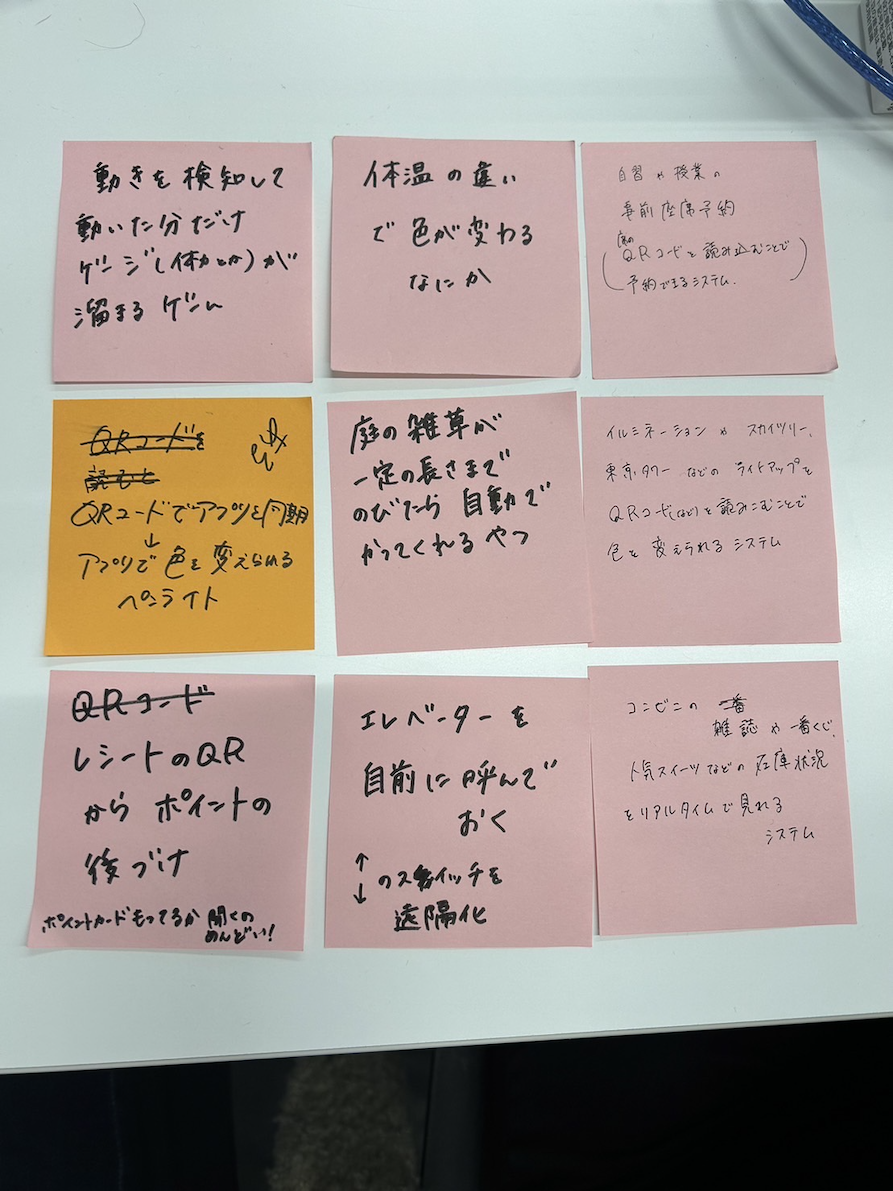 動きを検知して
動いた分だけ
ゲージ(体力とか)が
溜まるゲーム
体温の違い
で色が変わる
なにか
自習や授業の
事前座席予約
席の
(QRコードを読み込むことで
予約できるシステム.)
QRコードを
読むと
QRコードでアプリを同期
↓
アプリで色を変えられる
ペンライト
庭の雑草が
一定の長さまで
のびたら自動で
かってくれるやつ
イルミネーションやスカイツリー、
東京タワーなどのライトアップを
QRコード(など)を読みこむことで
色を変えられるシステム
QRコード
レシートのQR
からポイントの
後づけ
ポイントカードもってるか聞くの
めんどい!
エレベーターを
自前に呼んで
おく
↑
↓のスイッチを
遠隔化
コンビニの一番
雑誌や一番くじ、
人気スイーツなどの在庫状況
をリアルタイムで見れる
システム